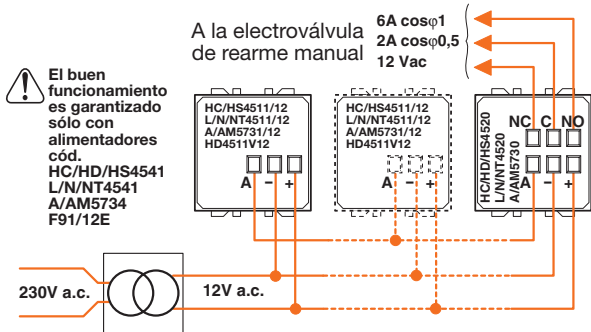 A la electroválvula
de rearme manual
6A cosφ1
2A cosφ0,5
12 Vac
El buen
funcionamiento
es garantizado
sólo con
alimentadores
cód.
HC/HD/HS4541
L/N/NT4541
A/AM5734
F91/12E
HC/HS4511/12
L/N/NT4511/12
A/AM5731/12
HD4511V12
A − +
HC/HS4511/12
L/N/NT4511/12
A/AM5731/12
HD4511V12
A − +
HC/HD/HS4520
L/N/NT4520
A/AM5730
NC C NO
A − +
230V a.c.
12V a.c.